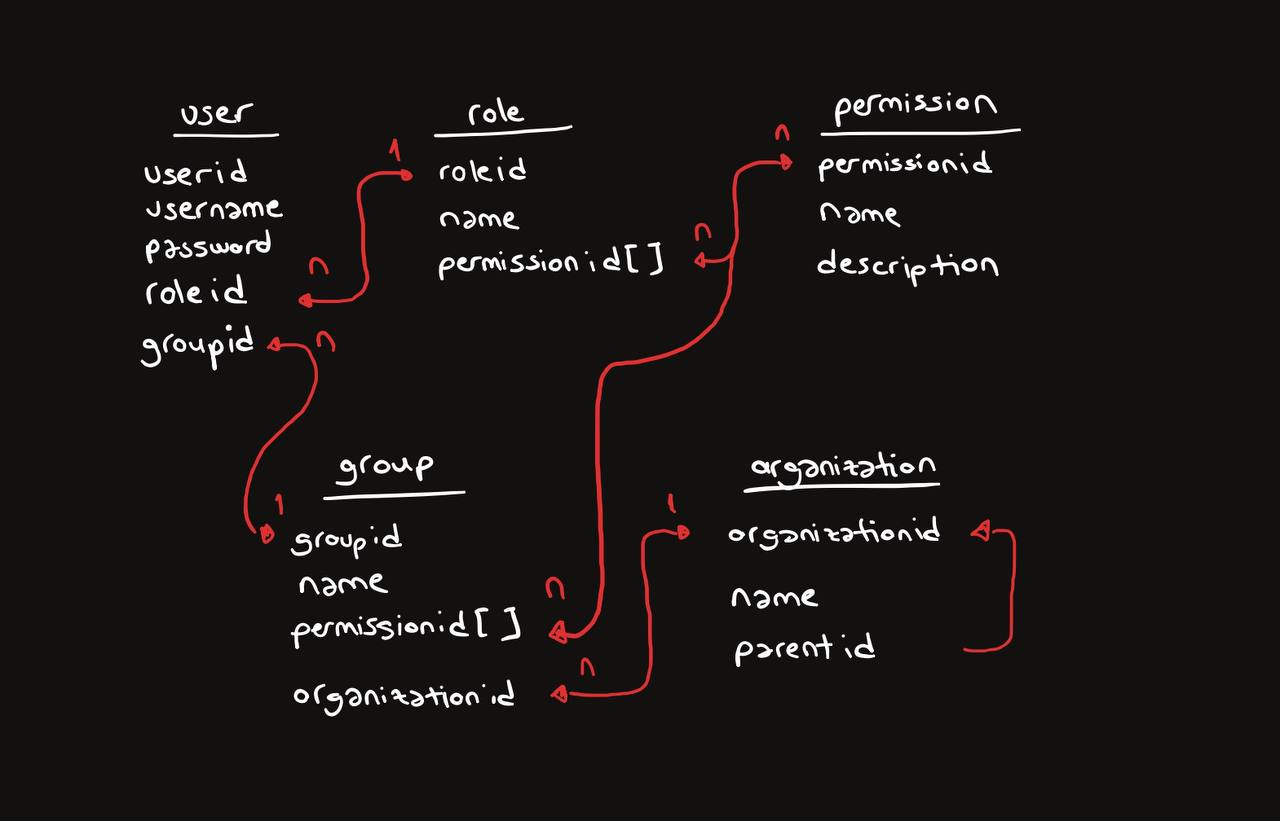 user
userid
username
password
roleid
groupid
role
roleid
name
permissionid[ ]
permission
permissionid
name
description
1
n
n
1
n
n
n
n
1
group
groupid
name
permissionid[ ]
organizationid
organization
organizationid
name
parentid